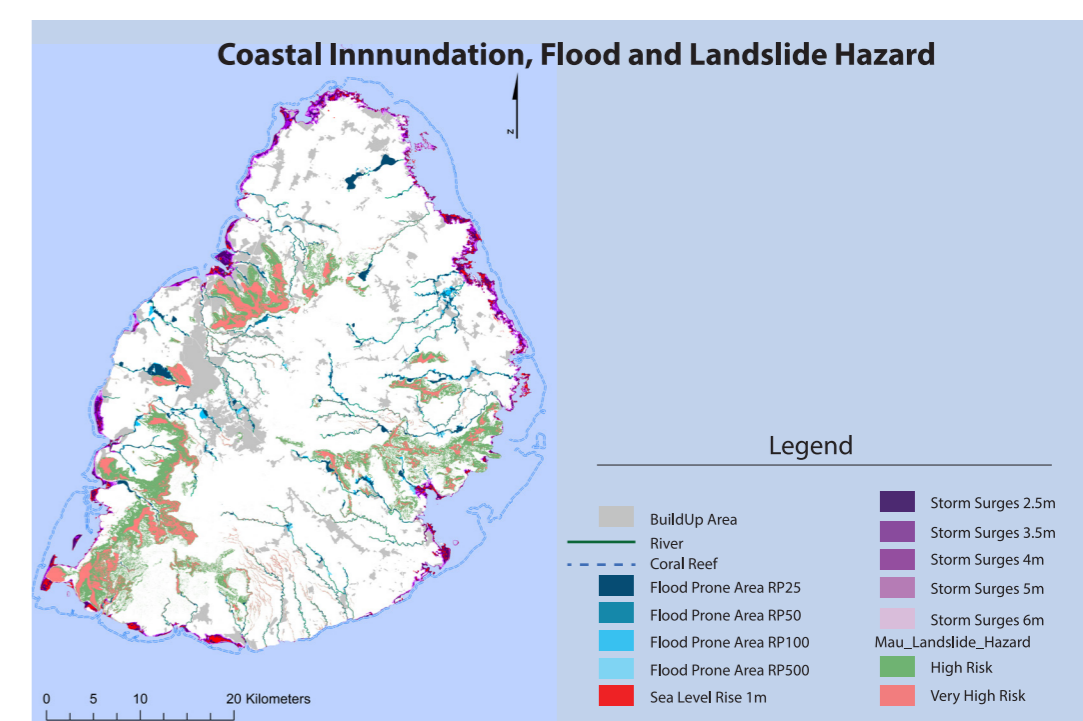 Coastal Innnundation, Flood and Landslide Hazard
N
Legend
BuildUp Area
River
Coral Reef
Flood Prone Area RP25
Flood Prone Area RP50
Flood Prone Area RP100
Flood Prone Area RP500
Sea Level Rise 1m
Storm Surges 2.5m
Storm Surges 3.5m
Storm Surges 4m
Storm Surges 5m
Storm Surges 6m
Mau_Landslide_Hazard
High Risk
Very High Risk
0 5 10 20 Kilometers